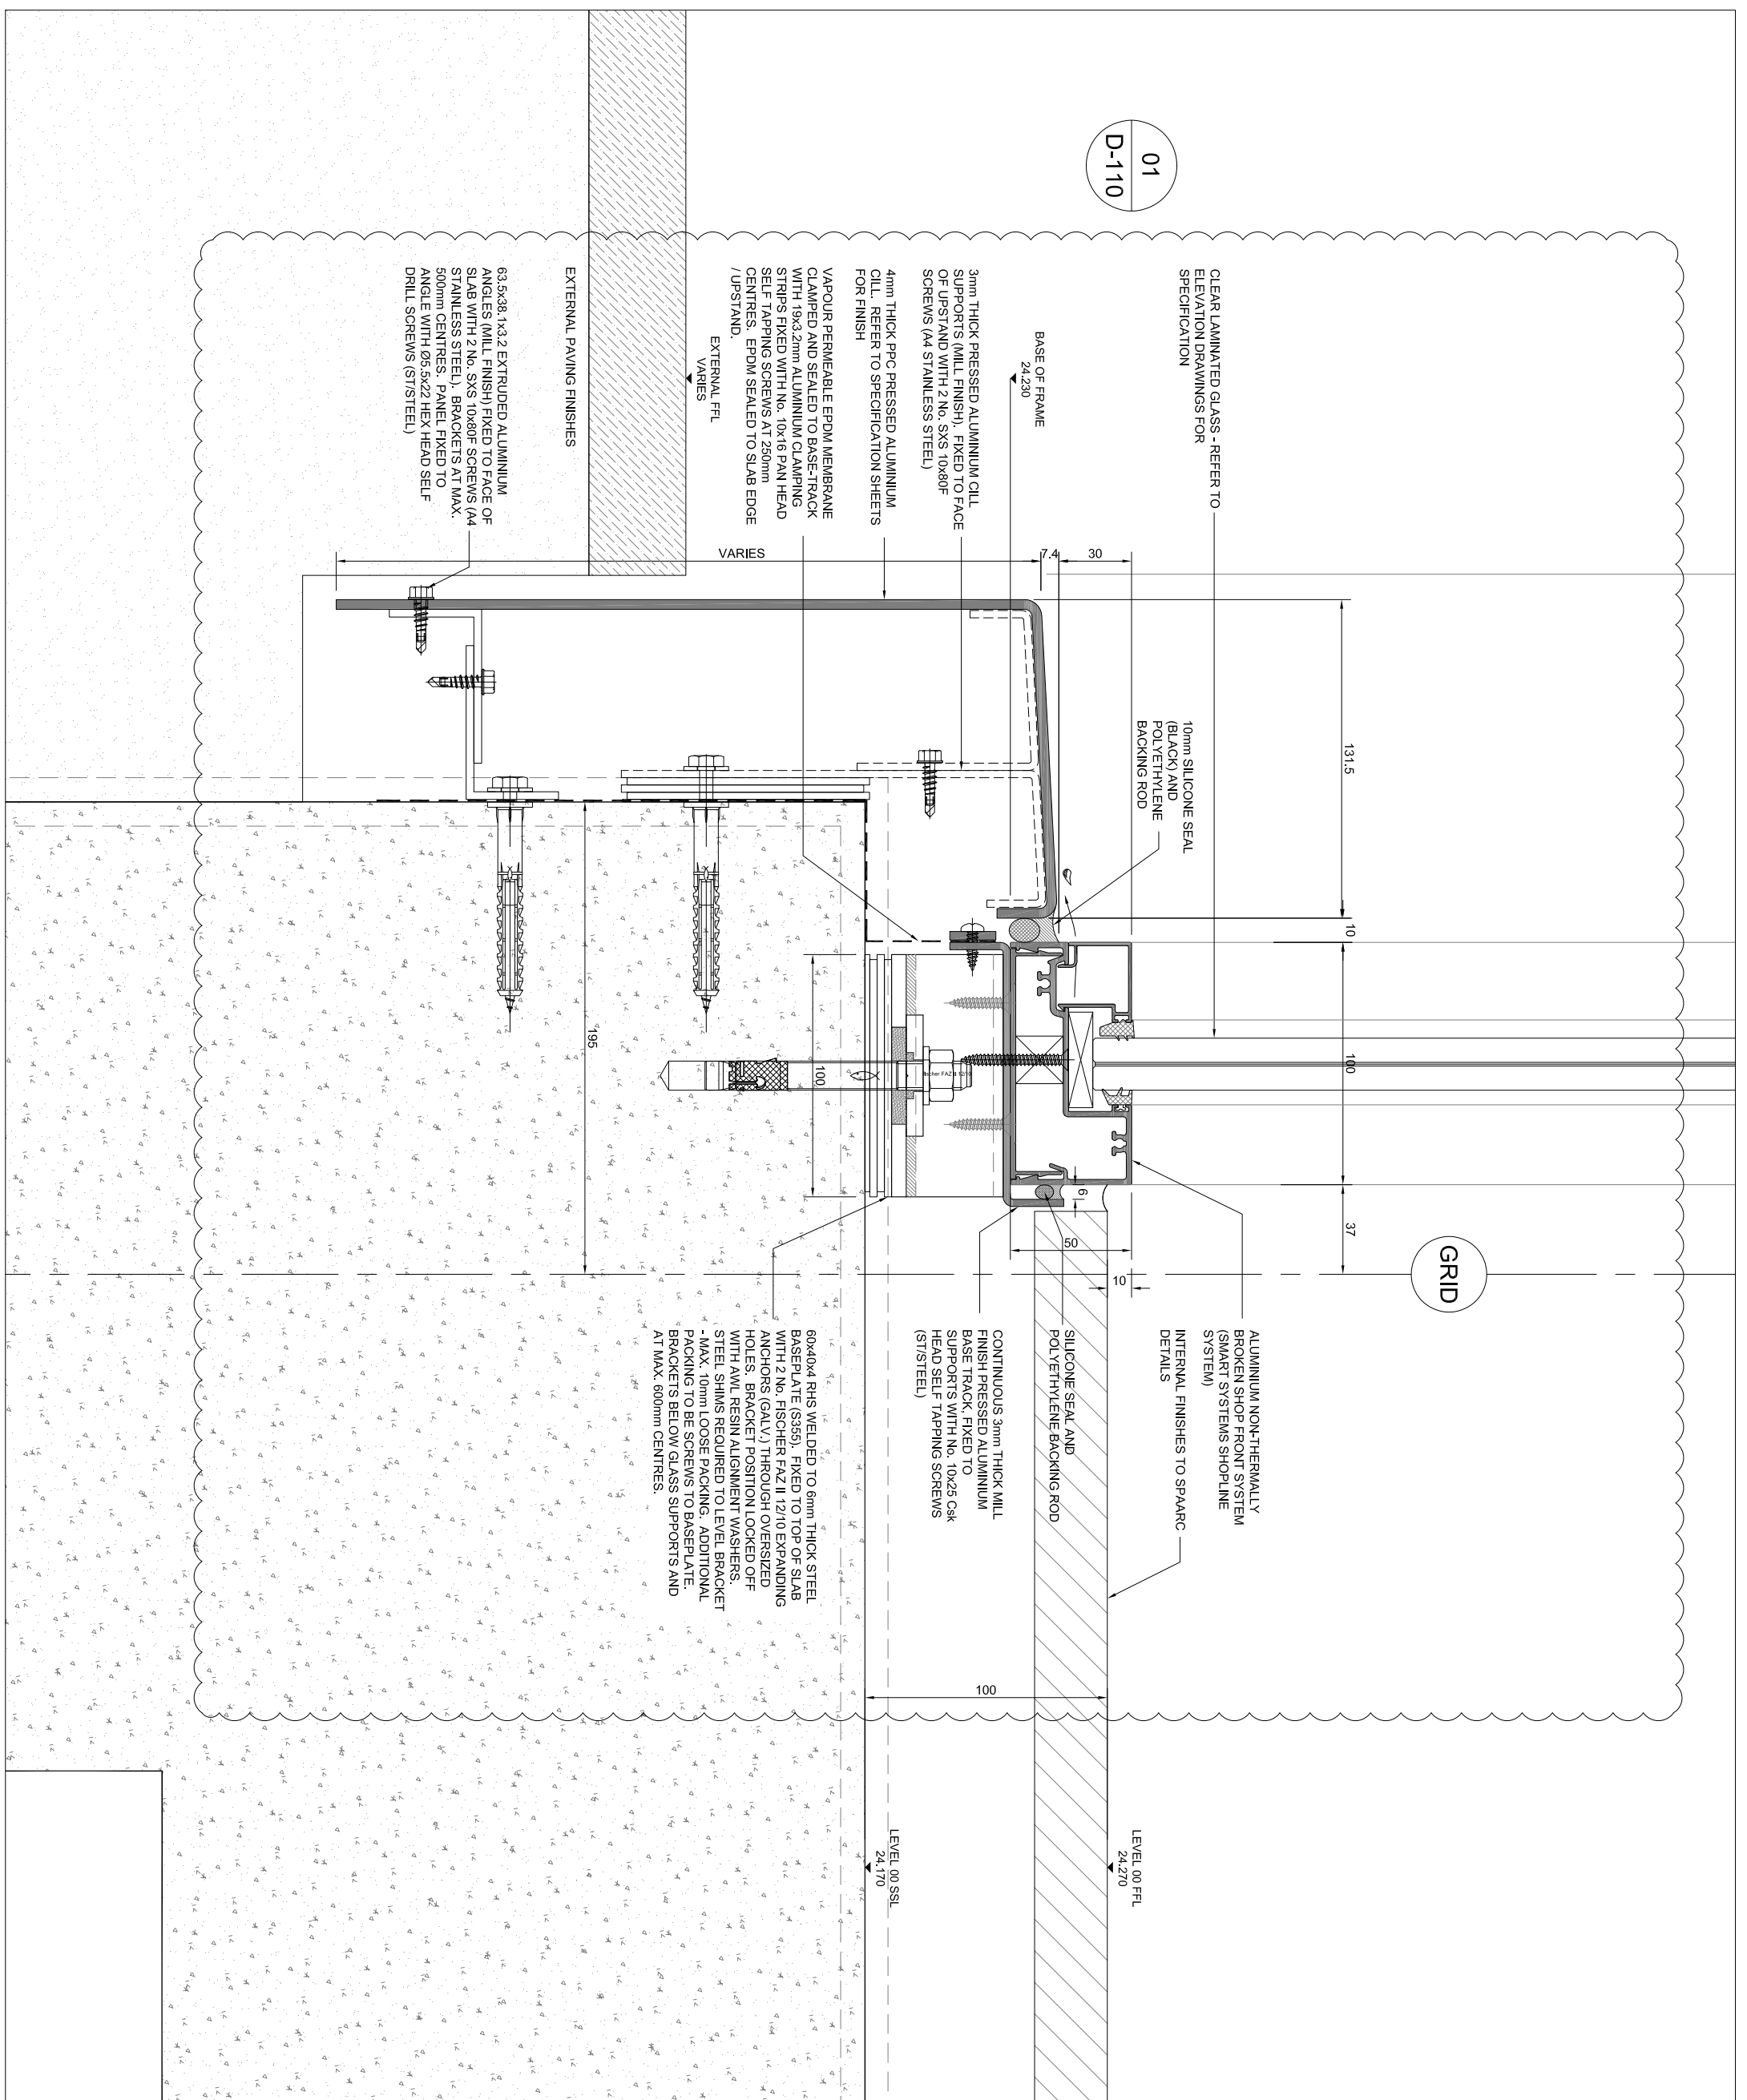 01
D-110
CLEAR LAMINATED GLASS - REFER TO
ELEVATION DRAWINGS FOR
SPECIFICATION
BASE OF FRAME
24.230
3mm THICK PRESSED ALUMINIUM CILL
SUPPORTS (MILL FINISH). FIXED TO FACE
OF UPSTAND WITH 2 No. SXS 10x80F
SCREWS (A4 STAINLESS STEEL)
4mm THICK PPC PRESSED ALUMINIUM
CILL. REFER TO SPECIFICATION SHEETS
FOR FINISH
VAPOUR PERMEABLE EPDM MEMBRANE
CLAMPED AND SEALED TO BASE-TRACK
WITH 19x3.2mm ALUMINIUM CLAMPING
STRIPS FIXED WITH No. 10x16 PAN HEAD
SELF TAPPING SCREWS AT 250mm
CENTRES. EPDM SEALED TO SLAB EDGE
/ UPSTAND.
EXTERNAL FFL
VARIES
EXTERNAL PAVING FINISHES
63.5x38.1x3.2 EXTRUDED ALUMINIUM
ANGLES (MILL FINISH) FIXED TO FACE OF
SLAB WITH 2 No. SXS 10x80F SCREWS (A4
STAINLESS STEEL). BRACKETS AT MAX.
500mm CENTRES. PANEL FIXED TO
ANGLE WITH Ø5.5x22 HEX HEAD SELF
DRILL SCREWS (ST/STEEL)
30
7.4
VARIES
131.5
10
100
37
10mm SILICONE SEAL
(BLACK) AND
POLYETHYLENE
BACKING ROD
6
50
10
100
195
fischer FAZ II 12/10
100
GRID
ALUMINIUM NON-THERMALLY
BROKEN SHOP FRONT SYSTEM
(SMART SYSTEMS SHOPLINE
SYSTEM)
INTERNAL FINISHES TO SPAARC
DETAILS
SILICONE SEAL AND
POLYETHYLENE BACKING ROD
CONTINUOUS 3mm THICK MILL
FINISH PRESSED ALUMINIUM
BASE TRACK, FIXED TO
SUPPORTS WITH No. 10x25 Csk
HEAD SELF TAPPING SCREWS
(ST/STEEL)
60x40x4 RHS WELDED TO 6mm THICK STEEL
BASEPLATE (S355). FIXED TO TOP OF SLAB
WITH 2 No. FISCHER FAZ II 12/10 EXPANDING
ANCHORS (GALV.) THROUGH OVERSIZED
HOLES. BRACKET POSITION LOCKED OFF
WITH AWL RESIN ALIGNMENT WASHERS.
STEEL SHIMS REQUIRED TO LEVEL BRACKET
- MAX. 10mm LOOSE PACKING. ADDITIONAL
PACKING TO BE SCREWS TO BASEPLATE.
BRACKETS BELOW GLASS SUPPORTS AND
AT MAX. 600mm CENTRES.
LEVEL 00 FFL
24.270
LEVEL 00 SSL
24.170